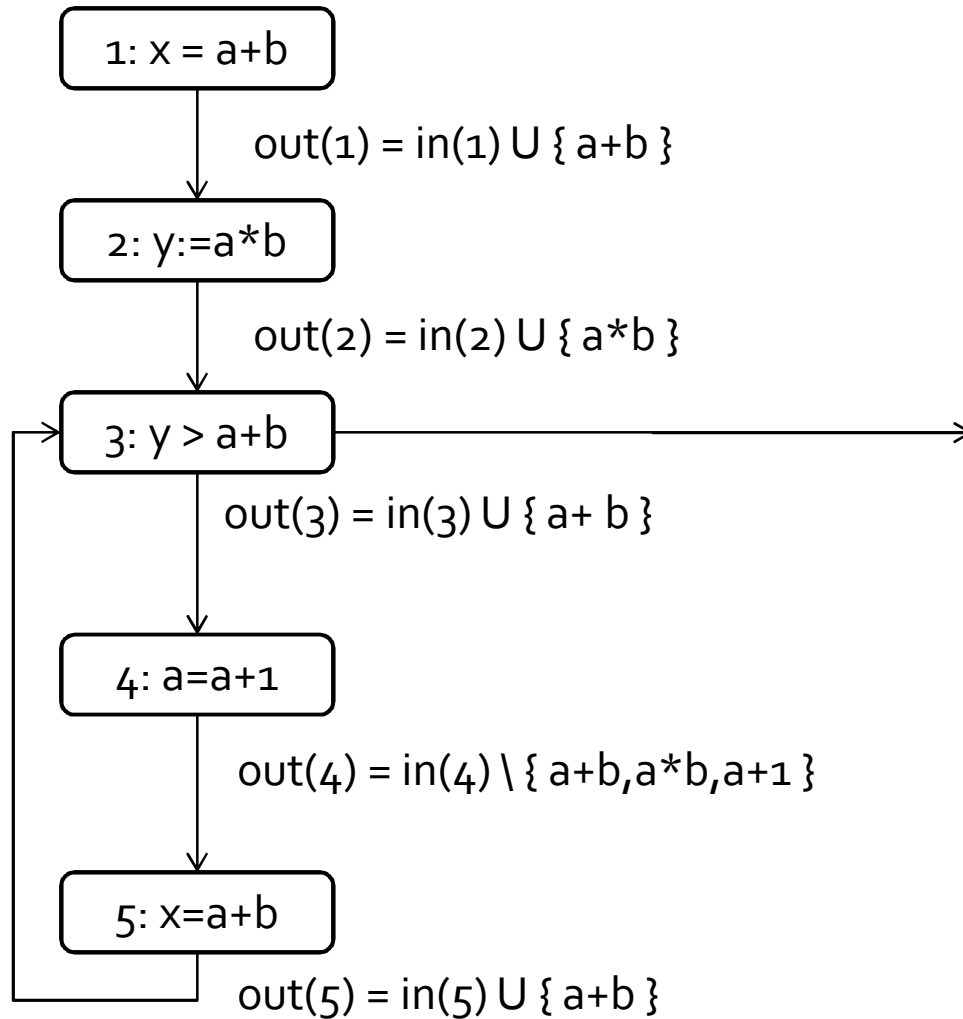 1: x = a+b
out(1) = in(1) U { a+b }
2: y:=a*b
out(2) = in(2) U { a*b }
3: y > a+b
out(3) = in(3) U { a+ b }
4: a=a+1
out(4) = in(4) \ { a+b,a*b,a+1 }
5: x=a+b
out(5) = in(5) U { a+b }